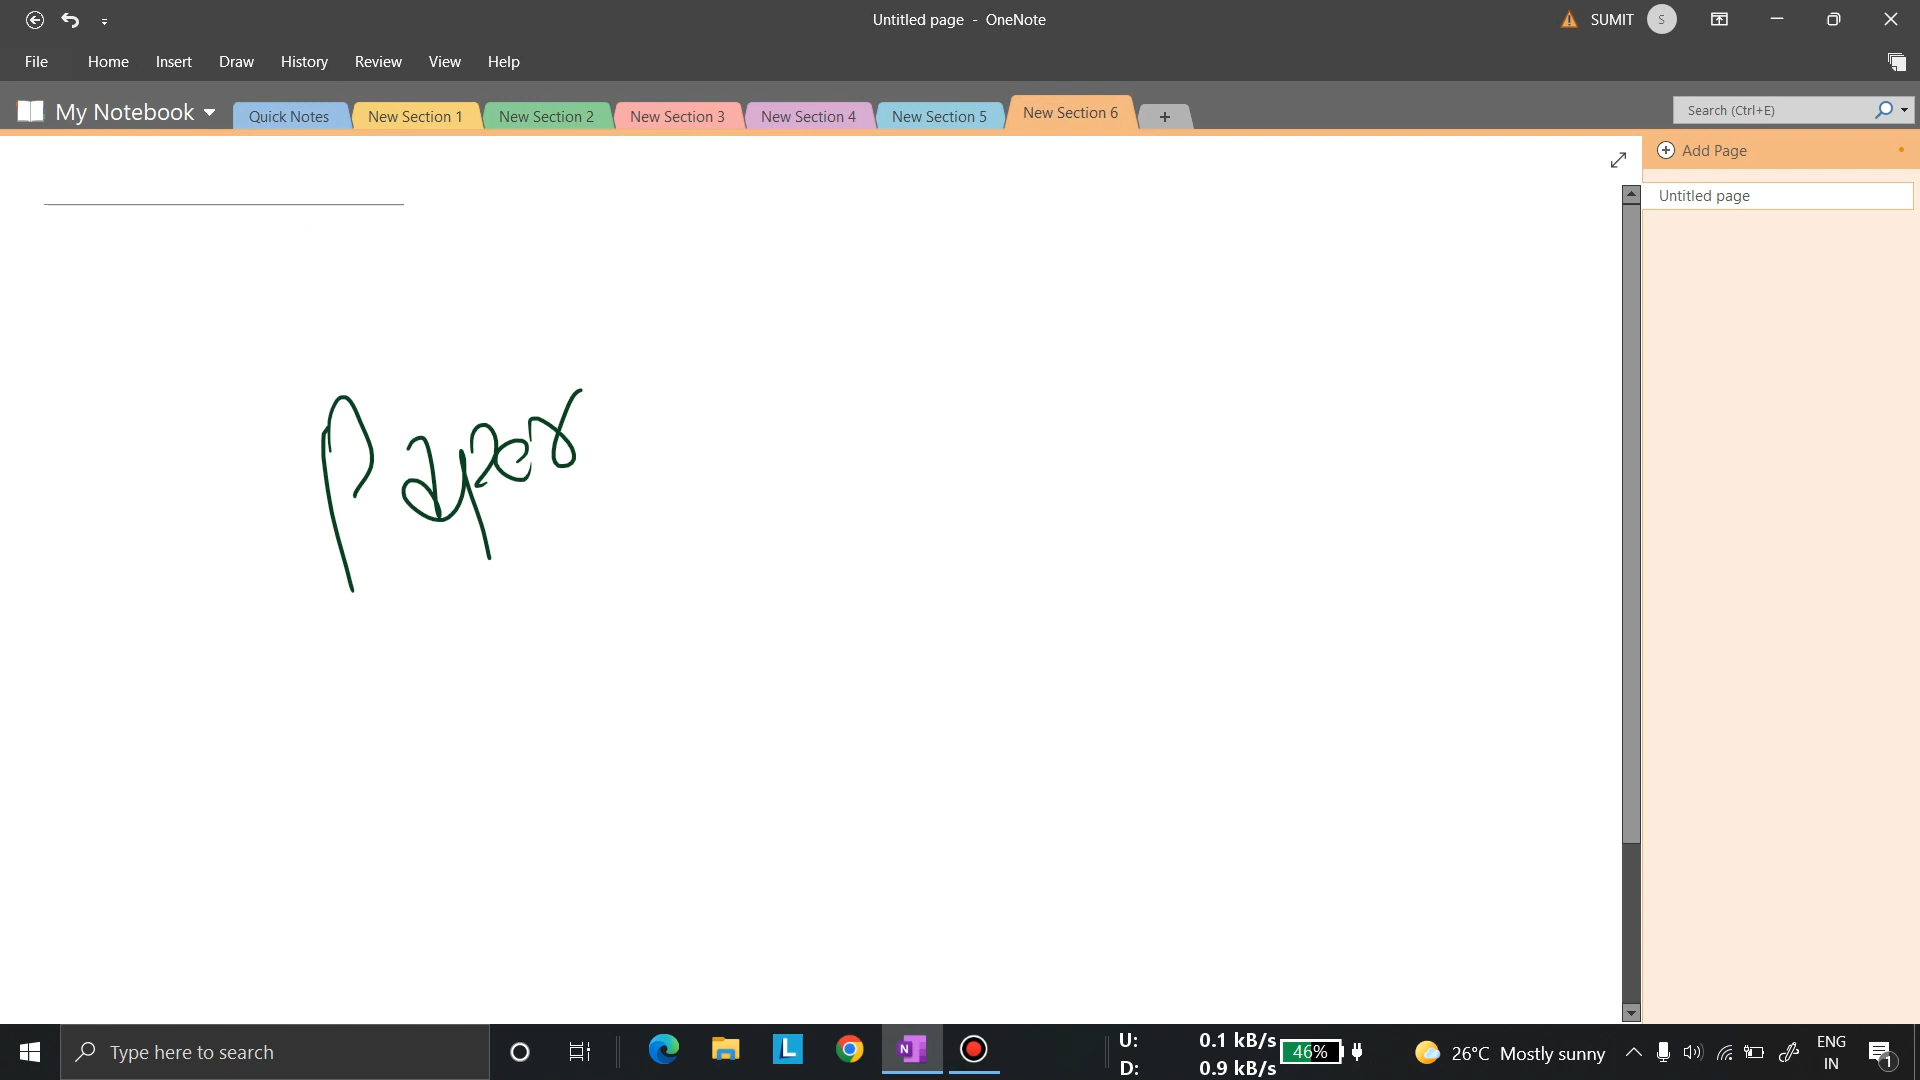 Untitled page - OneNote
SUMIT
S
File Home Insert Draw History Review View Help
My Notebook
Quick Notes
New Section 1
New Section 2
New Section 3
New Section 4
New Section 5
New Section 6
+
Search (Ctrl+E)
Add Page
Untitled page
Paper
Type here to search
L
N
U: 0.1 kB/s
D: 0.9 kB/s
46%
26°C Mostly sunny
ENG
IN
1